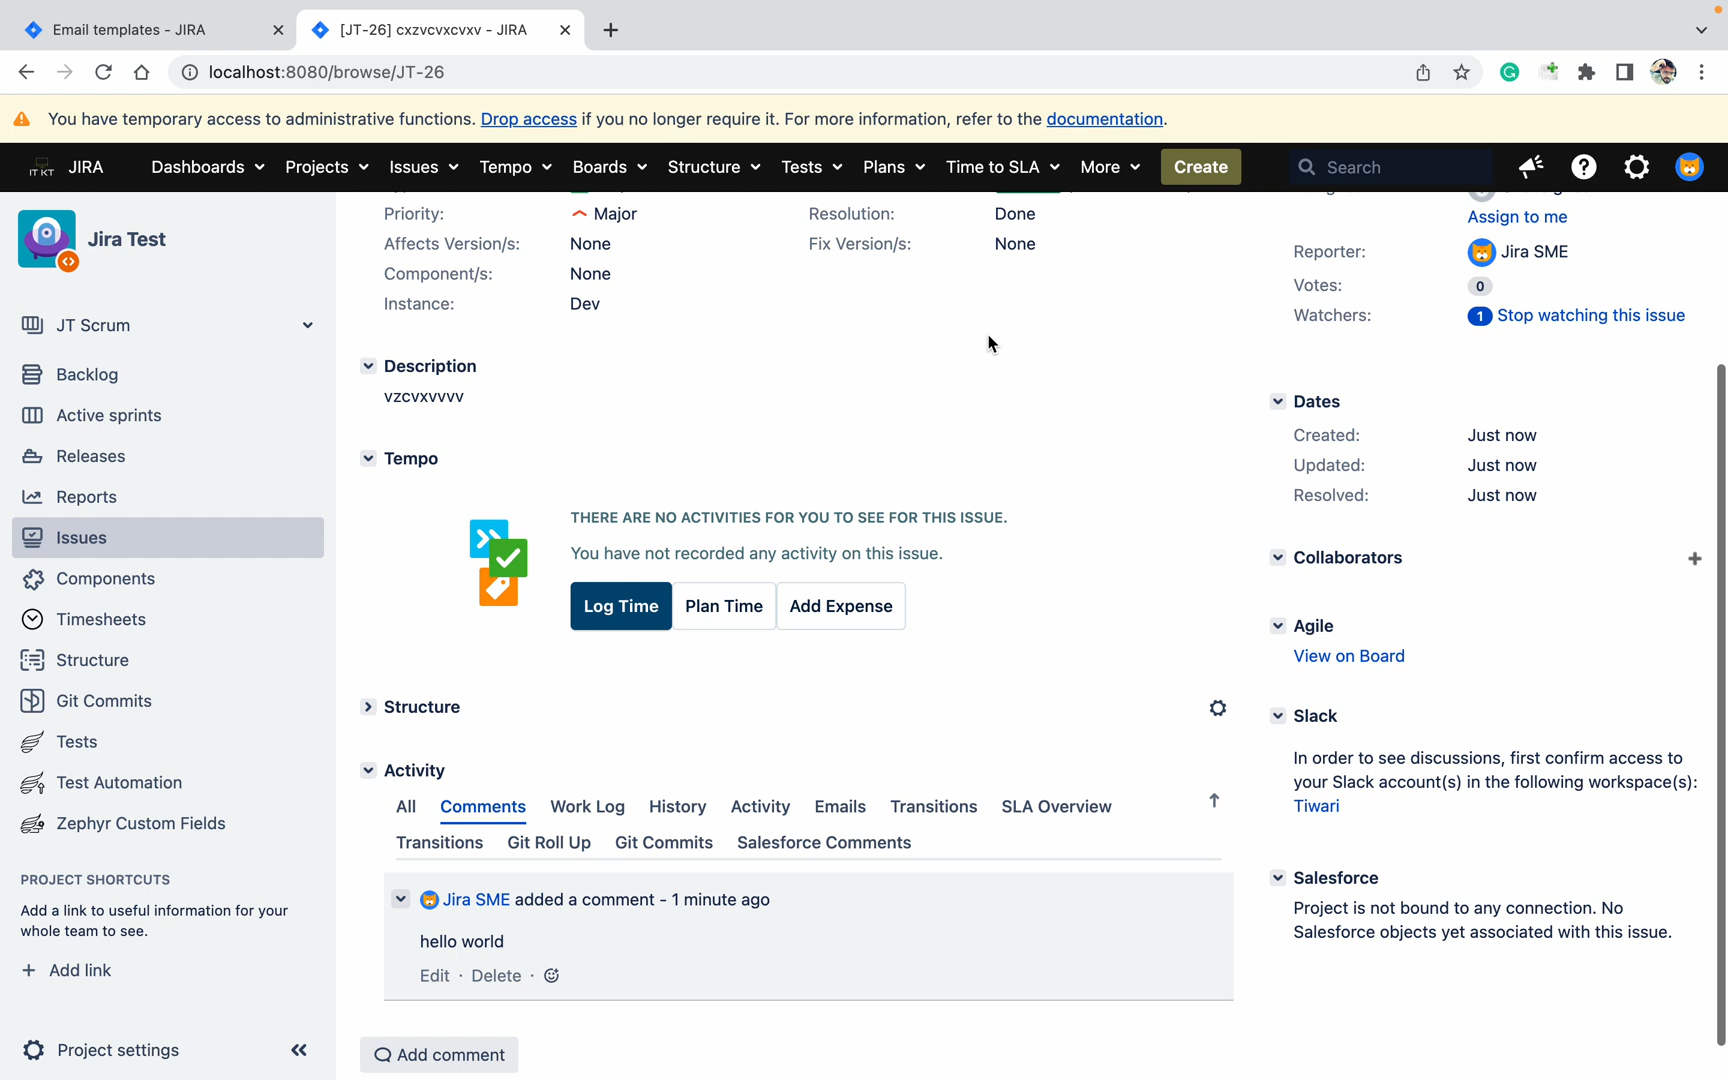 Email templates - JIRA
[JT-26] cxzvcvxcvxv - JIRA
localhost:8080/browse/JT-26
You have temporary access to administrative functions. Drop access if you no longer require it. For more information, refer to the documentation.
IT KT JIRA Dashboards Projects Issues Tempo Boards Structure Tests Plans Time to SLA More Create Search
Jira Test
JT Scrum
Backlog
Active sprints
Releases
Reports
Issues
Components
Timesheets
Structure
Git Commits
Tests
Test Automation
Zephyr Custom Fields
PROJECT SHORTCUTS
Add a link to useful information for your
whole team to see.
+ Add link
Project settings
Priority: Major Resolution: Done
Affects Version/s: None Fix Version/s: None
Component/s: None
Instance: Dev
Description
vzcvxvvvv
Tempo
THERE ARE NO ACTIVITIES FOR YOU TO SEE FOR THIS ISSUE.
You have not recorded any activity on this issue.
Log Time Plan Time Add Expense
Structure
Activity
All Comments Work Log History Activity Emails Transitions SLA Overview
Transitions Git Roll Up Git Commits Salesforce Comments
Jira SME added a comment - 1 minute ago
hello world
Edit · Delete ·
Add comment
Assign to me
Reporter: Jira SME
Votes: 0
Watchers: 1 Stop watching this issue
Dates
Created: Just now
Updated: Just now
Resolved: Just now
Collaborators
Agile
View on Board
Slack
In order to see discussions, first confirm access to
your Slack account(s) in the following workspace(s):
Tiwari
Salesforce
Project is not bound to any connection. No
Salesforce objects yet associated with this issue.